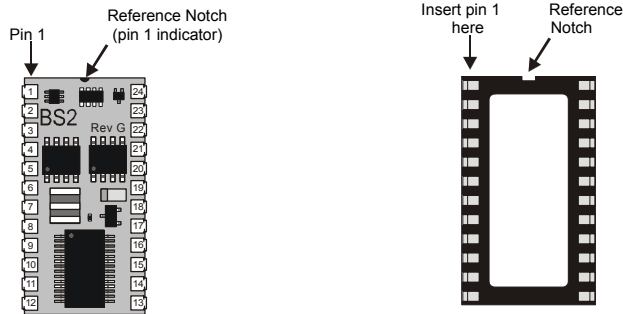 Reference Notch
(pin 1 indicator)
Pin 1
1
2
3
4
5
6
7
8
9
10
11
12
24
23
22
21
20
19
18
17
16
15
14
13
BS2
Rev G
Insert pin 1
here
Reference
Notch